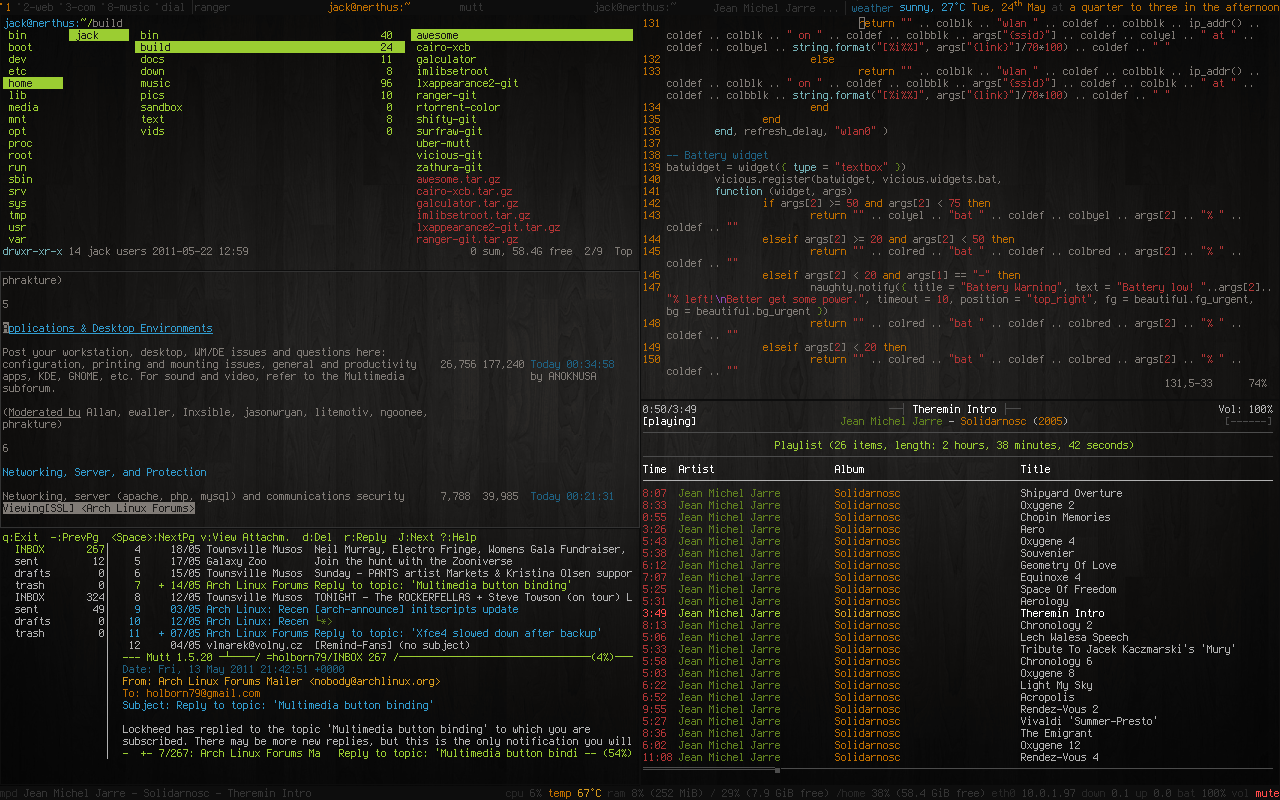 1 2-web 3-com 8-music dial ranger jack@nerthus:~ mutt jack@nerthus:~ Jean Michel Jarre ... weather sunny, 27°C Tue, 24th May at a quarter to three in the afternoon
jack@nerthus:~/build
bin jack bin 40 awesome
boot build 24 cairo-xcb
dev docs 11 galculator
etc down 8 imlibsetroot
home music 96 lxappearance2-git
lib pics 10 ranger-git
media sandbox 0 rtorrent-color
mnt text 8 shifty-git
opt vids 0 surfraw-git
proc uber-mutt
root vicious-git
run zathura-git
sbin awesome.tar.gz
srv cairo-xcb.tar.gz
sys galculator.tar.gz
tmp imlibsetroot.tar.gz
usr lxappearance2-git.tar.gz
var ranger-git.tar.gz
drwxr-xr-x 14 jack users 2011-05-22 12:59 0 sum, 58.4G free 2/9 Top
phrakture)
5
Applications & Desktop Environments
Post your workstation, desktop, WM/DE issues and questions here:
configuration, printing and mounting issues, general and productivity 26,756 177,240 Today 00:34:58
apps, KDE, GNOME, etc. For sound and video, refer to the Multimedia by ANOKNUSA
subforum.
(Moderated by Allan, ewaller, Inxsible, jasonwryan, litemotiv, ngoonee,
phrakture)
6
Networking, Server, and Protection
Networking, server (apache, php, mysql) and communications security 7,788 39,985 Today 00:21:31
Viewing[SSL] <Arch Linux Forums>
q:Exit -:PrevPg <Space>:NextPg v:View Attachm. d:Del r:Reply J:Next ?:Help
INBOX 267 4 18/05 Townsville Musos Neil Murray, Electro Fringe, Womens Gala Fundraiser,
sent 12 5 17/05 Galaxy Zoo Join the hunt with the Zooniverse
drafts 0 6 15/05 Townsville Musos Sunday - PANTS artist Markets & Kristina Olsen suppor
trash 0 7 + 14/05 Arch Linux Forums Reply to topic: 'Multimedia Button binding'
INBOX 324 8 12/05 Townsville Musos TONIGHT - The ROCKERFELLAS + Steve Towson (on tour) L
sent 49 9 03/05 Arch Linux: Recen [arch-announce] initscripts update
drafts 0 10 12/05 Arch Linux: Recen └*>
trash 0 11 + 07/05 Arch Linux Forums Reply to topic: 'Xfce4 slowed down after backup'
12 04/05 vlmarek@volny.cz [Remind-Fans] (no subject)
--- Mutt 1.5.20 ─┴────/ =holborn79/INBOX 267 /────(4%)───
Date: Fri, 13 May 2011 21:42:51 +0000
From: Arch Linux Forums Mailer <nobody@archlinux.org>
To: holborn79@gmail.com
Subject: Reply to topic: 'Multimedia button binding'
Lockheed has replied to the topic 'Multimedia button binding' to which you are
subscribed. There may be more new replies, but this is the only notification you will
- +- 7/267: Arch Linux Forums Ma Reply to topic: 'Multimedia button bindi -- (54%)
131 return "" .. colblk .. "wlan " .. coldef .. colblk .. ip_addr() ..
coldef .. colblk .. " on " .. coldef .. colbblk .. args["{ssid}"] .. coldef .. colyel .. " at " ..
coldef .. colbyel .. string.format("[%i%%]", args["{link}"]/70*100) .. coldef .. " "
132 else
133 return "" .. colblk .. "wlan " .. coldef .. colbblk .. ip_addr() ..
coldef .. colblk .. " on " .. coldef .. colbblk .. args["{ssid}"] .. coldef .. colblk .. " at " ..
coldef .. colbblk .. string.format("[%i%%]", args["{link}"]/70*100) .. coldef .. " "
134 end
135 end
136 end, refresh_delay, "wlan0" )
137
138 -- Battery widget
139 batwidget = widget({ type = "textbox" })
140 vicious.register(batwidget, vicious.widgets.bat,
141 function (widget, args)
142 if args[2] >= 50 and args[2] < 75 then
143 return "" .. colyel .. "bat " .. coldef .. colbyel .. args[2] .. "% " ..
coldef .. ""
144 elseif args[2] >= 20 and args[2] < 50 then
145 return "" .. colred .. "bat " .. coldef .. colbred .. args[2] .. "% " ..
coldef .. ""
146 elseif args[2] < 20 and args[1] == "-" then
147 naughty.notify({ title = "Battery Warning", text = "Battery low! "..args[2]..
"% left!\nBetter get some power.", timeout = 10, position = "top_right", fg = beautiful.fg_urgent,
bg = beautiful.bg_urgent })
148 return "" .. colred .. "bat " .. coldef .. colbred .. args[2] .. "% " ..
coldef .. ""
149 elseif args[2] < 20 then
150 return "" .. colred .. "bat " .. coldef .. colbred .. args[2] .. "% " ..
coldef .. ""
131,5-33 74%
0:50/3:49 Theremin Intro Vol: 100%
[playing] Jean Michel Jarre - Solidarnosc (2005) [------]
Playlist (26 items, length: 2 hours, 38 minutes, 42 seconds)
Time Artist Album Title
8:07 Jean Michel Jarre Solidarnosc Shipyard Overture
8:33 Jean Michel Jarre Solidarnosc Oxygene 2
0:55 Jean Michel Jarre Solidarnosc Chopin Memories
3:26 Jean Michel Jarre Solidarnosc Aero
5:43 Jean Michel Jarre Solidarnosc Oxygene 4
5:38 Jean Michel Jarre Solidarnosc Souvenier
6:12 Jean Michel Jarre Solidarnosc Geometry Of Love
7:07 Jean Michel Jarre Solidarnosc Equinoxe 4
5:25 Jean Michel Jarre Solidarnosc Space Of Freedom
5:31 Jean Michel Jarre Solidarnosc Aerology
3:49 Jean Michel Jarre Solidarnosc Theremin Intro
8:13 Jean Michel Jarre Solidarnosc Chronology 2
5:06 Jean Michel Jarre Solidarnosc Lech Walesa Speech
5:33 Jean Michel Jarre Solidarnosc Tribute To Jacek Kaczmarski's 'Mury'
5:58 Jean Michel Jarre Solidarnosc Chronology 6
5:03 Jean Michel Jarre Solidarnosc Oxygene 8
6:22 Jean Michel Jarre Solidarnosc Light My Sky
6:52 Jean Michel Jarre Solidarnosc Acropolis
9:55 Jean Michel Jarre Solidarnosc Rendez-Vous 2
5:27 Jean Michel Jarre Solidarnosc Vivaldi 'Summer-Presto'
8:36 Jean Michel Jarre Solidarnosc The Emigrant
6:02 Jean Michel Jarre Solidarnosc Oxygene 12
11:08 Jean Michel Jarre Solidarnosc Rendez-Vous 4
mpd Jean Michel Jarre - Solidarnosc - Theremin Intro cpu 6% temp 67°C ram 8% (252 MiB) / 29% (7.9 GiB free) /home 38% (58.4 GiB free) eth0 10.0.1.97 down 0.1 up 0.0 bat 100% vol mute